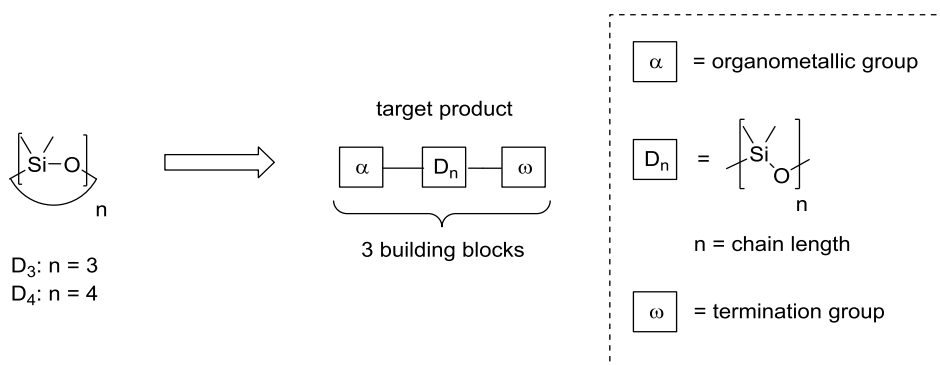 Si–O
n
D₃: n = 3
D₄: n = 4
target product
α
Dₙ
ω
3 building blocks
α = organometallic group
Dₙ =
Si
O
n
n = chain length
ω = termination group